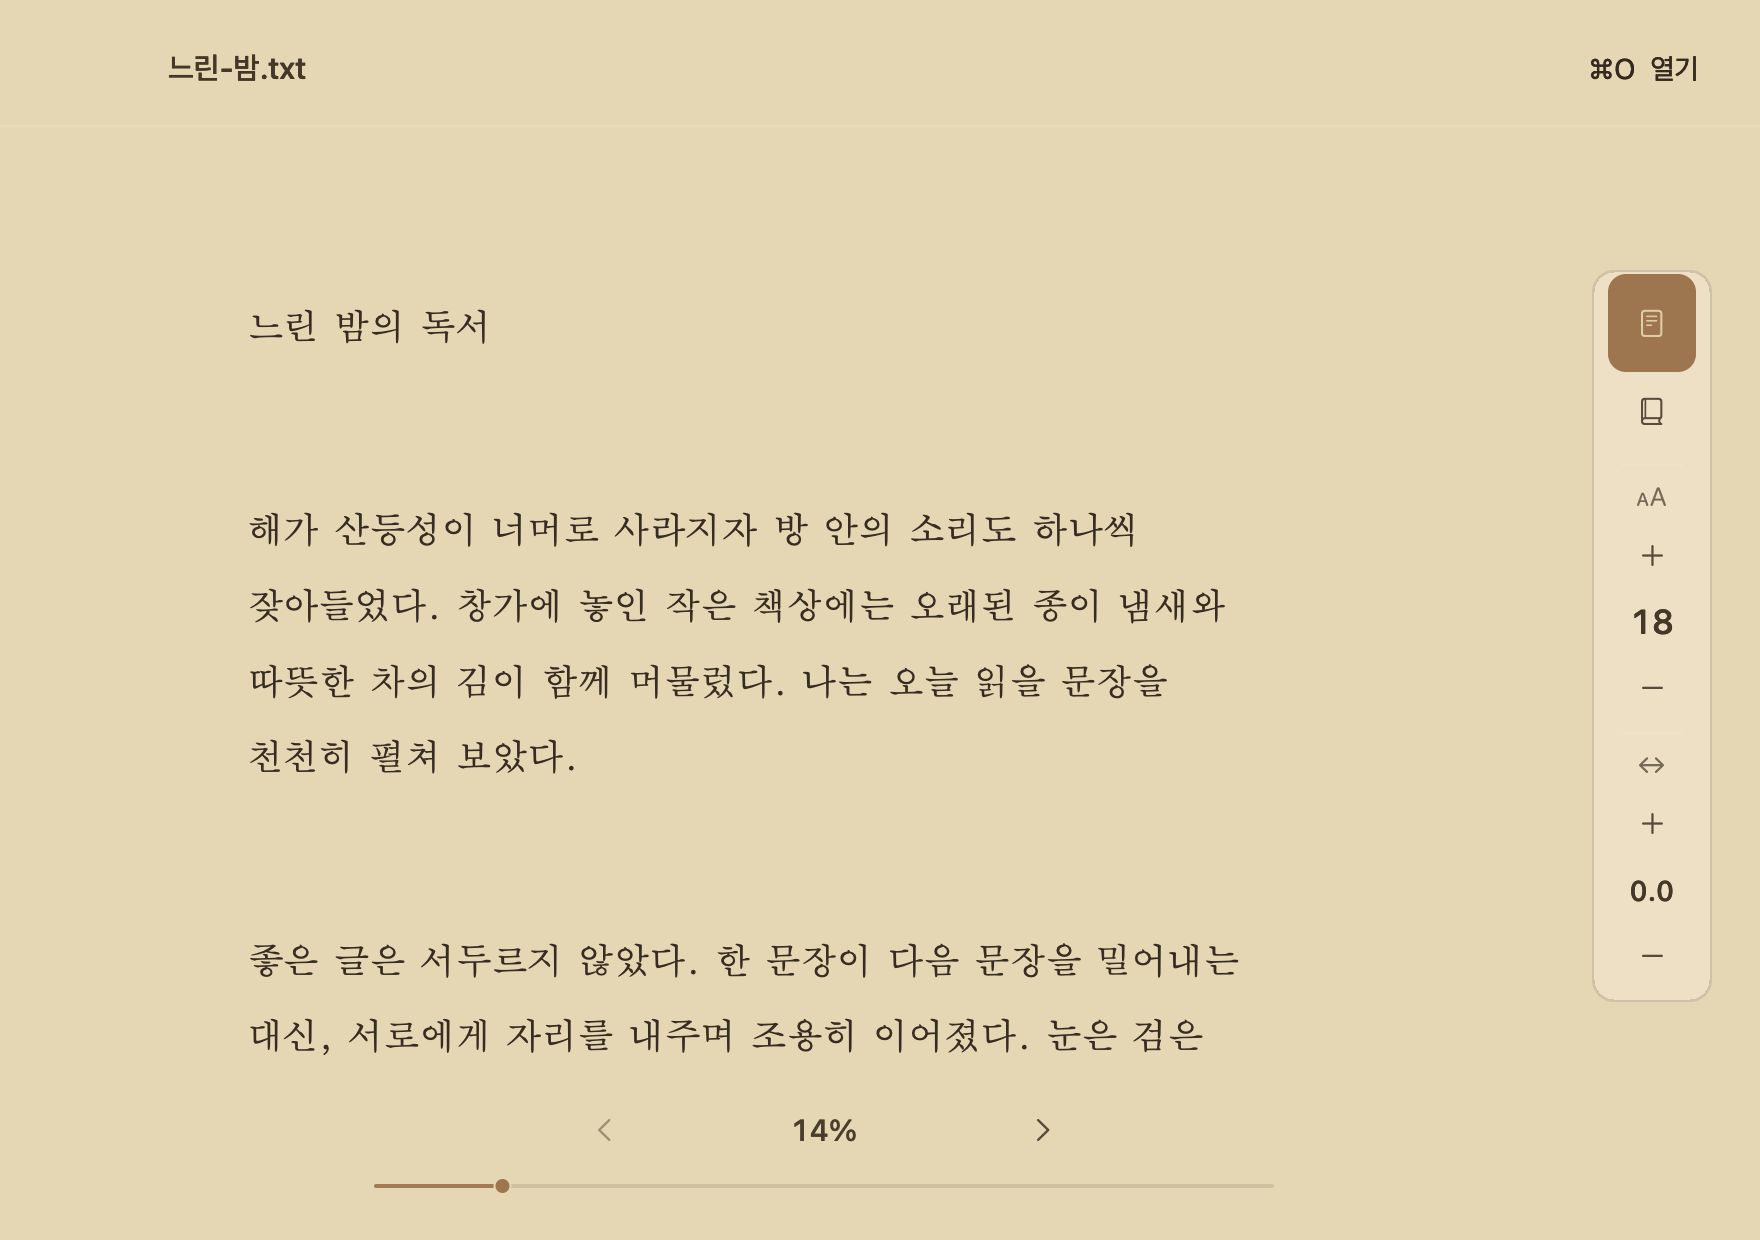 느린-밤.txt
⌘O 열기
느린 밤의 독서
해가 산등성이 너머로 사라지자 방 안의 소리도 하나씩
잦아들었다. 창가에 놓인 작은 책상에는 오래된 종이 냄새와
따뜻한 차의 김이 함께 머물렀다. 나는 오늘 읽을 문장을
천천히 펼쳐 보았다.
좋은 글은 서두르지 않았다. 한 문장이 다음 문장을 밀어내는
대신, 서로에게 자리를 내주며 조용히 이어졌다. 눈은 검은
AA
+
18
−
+
0.0
−
14%